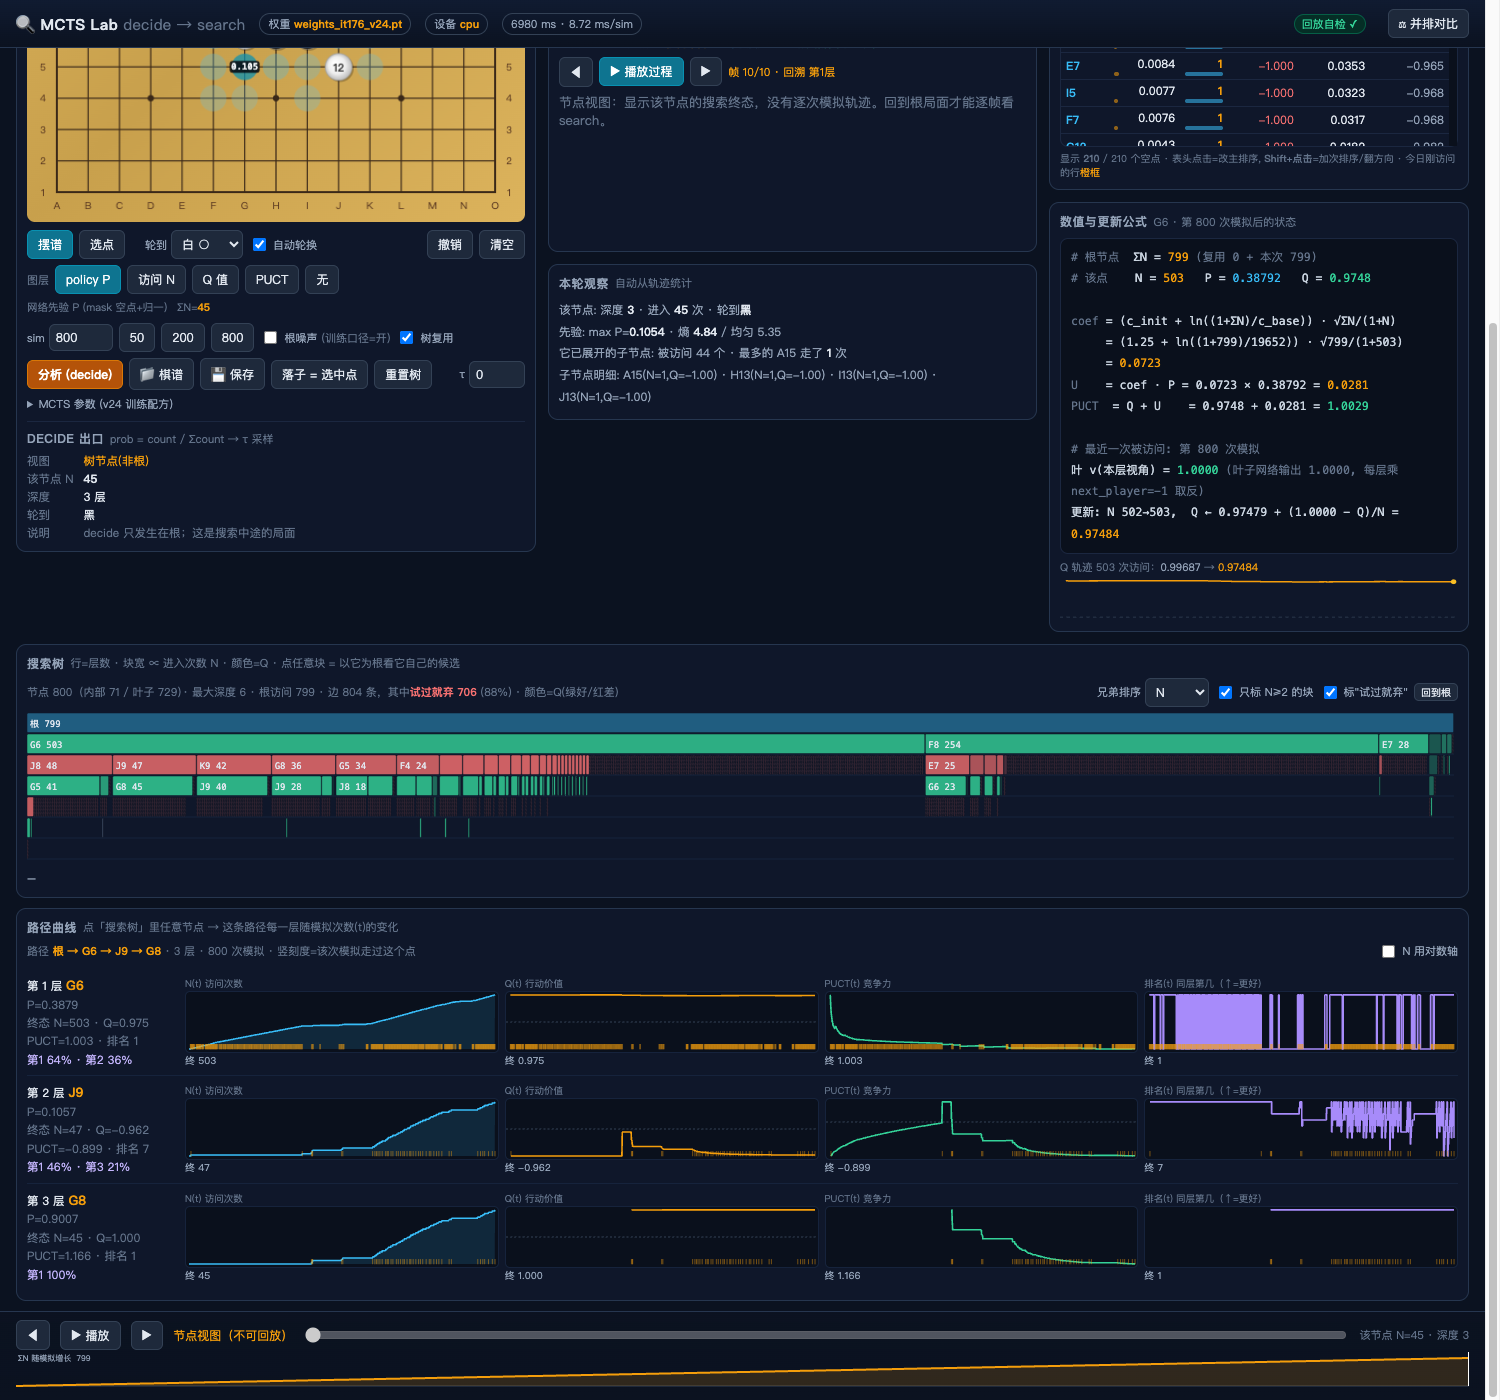 🔍 MCTS Lab decide → search
权重 weights_it176_v24.pt
设备 cpu
6980 ms · 8.72 ms/sim
回放自检 ✓
⚖ 并排对比
5 0.105 12 5
4 4
3 3
2 2
1 1
A B C D E F G H I J K L M N O
摆谱 选点 轮到 白 ○ 自动轮换 撤销 清空
图层 policy P 访问 N Q 值 PUCT 无
网络先验 P (mask 空点+归一) ΣN=45
sim 800 50 200 800 根噪声 (训练口径=开) 树复用
分析 (decide) 📁 棋谱 💾 保存 落子 = 选中点 重置树 τ 0
▶ MCTS 参数 (v24 训练配方)
DECIDE 出口 prob = count / Σcount → τ 采样
视图 树节点(非根)
该节点 N 45
深度 3 层
轮到 黑
说明 decide 只发生在根；这是搜索中途的局面
◀ ▶ 播放过程 ▶ 帧 10/10 · 回溯 第1层
节点视图：显示该节点的搜索终态，没有逐次模拟轨迹。回到根局面才能逐帧看
search。
本轮观察 自动从轨迹统计
该节点: 深度 3 · 进入 45 次 · 轮到黑
先验: max P=0.1054 · 熵 4.84 / 均匀 5.35
它已展开的子节点: 被访问 44 个 · 最多的 A15 走了 1 次
子节点明细: A15(N=1,Q=−1.00) · H13(N=1,Q=−1.00) · I13(N=1,Q=−1.00) ·
J13(N=1,Q=−1.00)
E7 0.0084 1 −1.000 0.0353 −0.965
I5 0.0077 1 −1.000 0.0323 −0.968
F7 0.0076 1 −1.000 0.0317 −0.968
显示 210 / 210 个空点 · 表头点击=改主排序, Shift+点击=加次排序/翻方向 · 今日刚访问
的行橙框
数值与更新公式 G6 · 第 800 次模拟后的状态
# 根节点 ΣN = 799 (复用 0 + 本次 799)
# 该点 N = 503 P = 0.38792 Q = 0.9748
coef = (c_init + ln((1+ΣN)/c_base)) · √ΣN/(1+N)
= (1.25 + ln((1+799)/19652)) · √799/(1+503)
= 0.0723
U = coef · P = 0.0723 × 0.38792 = 0.0281
PUCT = Q + U = 0.9748 + 0.0281 = 1.0029
# 最近一次被访问: 第 800 次模拟
叶 v(本层视角) = 1.0000 (叶子网络输出 1.0000, 每层乘
next_player=−1 取反)
更新: N 502→503, Q ← 0.97479 + (1.0000 − Q)/N =
0.97484
Q 轨迹 503 次访问: 0.99687 → 0.97484
搜索树 行=层数 · 块宽 ∝ 进入次数 N · 颜色=Q · 点任意块 = 以它为根看它自己的候选
节点 800 (内部 71 / 叶子 729) · 最大深度 6 · 根访问 799 · 边 804 条，其中试过就弃 706 (88%) · 颜色=Q(绿好/红差)
兄弟排序 N 只标 N≥2 的块 标"试过就弃" 回到根
根 799
G6 503 F8 254 E7 28
J8 48 J9 47 K9 42 G8 36 G5 34 F4 24 E7 25
G5 41 G8 45 J9 40 J9 28 J8 18 G6 23
—
路径曲线 点「搜索树」里任意节点 → 这条路径每一层随模拟次数(t)的变化
路径 根 → G6 → J9 → G8 · 3 层 · 800 次模拟 · 竖刻度=该次模拟走过这个点
N 用对数轴
第 1 层 G6
P=0.3879
终态 N=503 · Q=0.975
PUCT=1.003 · 排名 1
第1 64% · 第2 36%
N(t) 访问次数 Q(t) 行动价值 PUCT(t) 竞争力 排名(t) 同层第几 (↑=更好)
终 503 终 0.975 终 1.003 终 1
第 2 层 J9
P=0.1057
终态 N=47 · Q=−0.962
PUCT=−0.899 · 排名 7
第1 46% · 第3 21%
N(t) 访问次数 Q(t) 行动价值 PUCT(t) 竞争力 排名(t) 同层第几 (↑=更好)
终 47 终 −0.962 终 −0.899 终 7
第 3 层 G8
P=0.9007
终态 N=45 · Q=1.000
PUCT=1.166 · 排名 1
第1 100%
N(t) 访问次数 Q(t) 行动价值 PUCT(t) 竞争力 排名(t) 同层第几 (↑=更好)
终 45 终 1.000 终 1.166 终 1
◀ ▶ 播放 ▶ 节点视图（不可回放） 该节点 N=45 · 深度 3
ΣN 随模拟增长 799